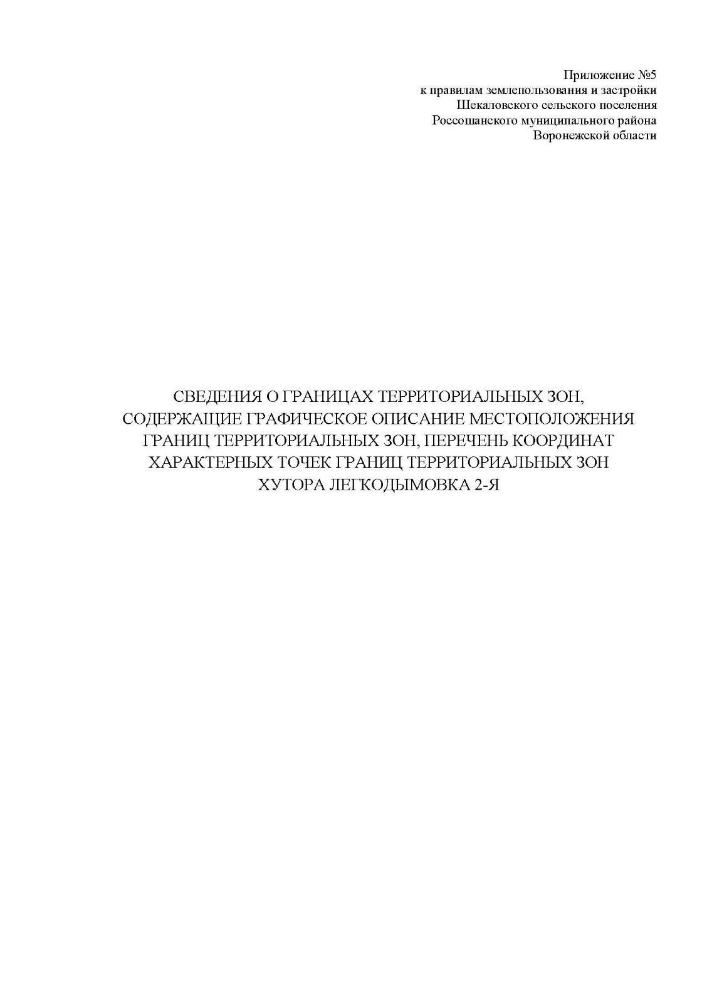 Приложение №5
к правилам землепользования и застройки
Шекаловского сельского поселения
Россошанского муниципального района
Воронежской области
СВЕДЕНИЯ О ГРАНИЦАХ ТЕРРИТОРИАЛЬНЫХ ЗОН,
СОДЕРЖАЩИЕ ГРАФИЧЕСКОЕ ОПИСАНИЕ МЕСТОПОЛОЖЕНИЯ
ГРАНИЦ ТЕРРИТОРИАЛЬНЫХ ЗОН, ПЕРЕЧЕНЬ КООРДИНАТ
ХАРАКТЕРНЫХ ТОЧЕК ГРАНИЦ ТЕРРИТОРИАЛЬНЫХ ЗОН
ХУТОРА ЛЕГКОДЫМОВКА 2-Я